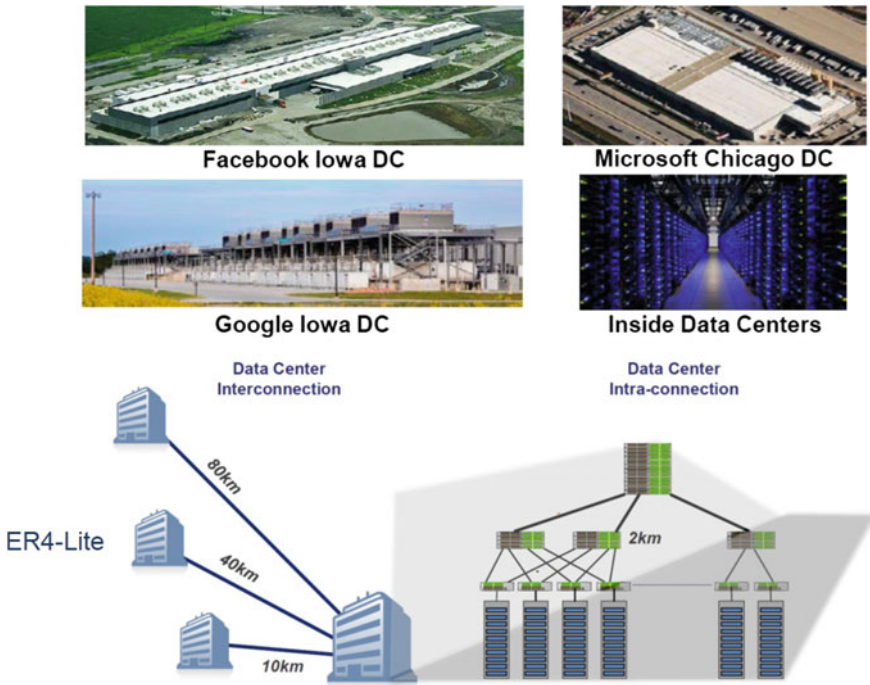 Facebook Iowa DC
Microsoft Chicago DC
Google Iowa DC
Inside Data Centers
Data Center
Interconnection
Data Center
Intra-connection
80km
ER4-Lite
40km
10km
2km